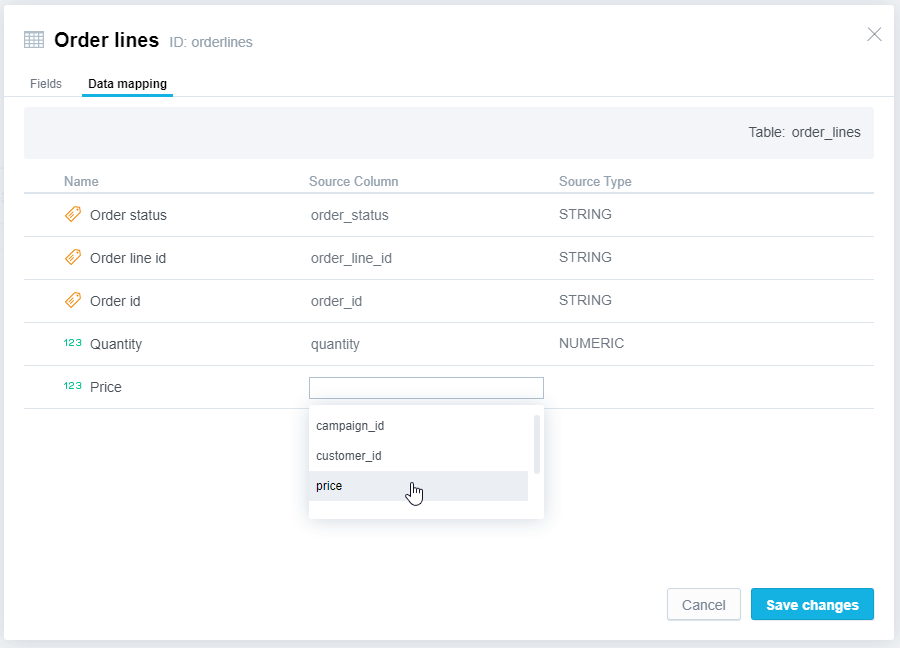 Order lines ID: orderlines
Fields Data mapping
Table: order_lines
Name Source Column Source Type
Order status order_status STRING
Order line id order_line_id STRING
Order id order_id STRING
123 Quantity quantity NUMERIC
123 Price
campaign_id
customer_id
price
Cancel Save changes